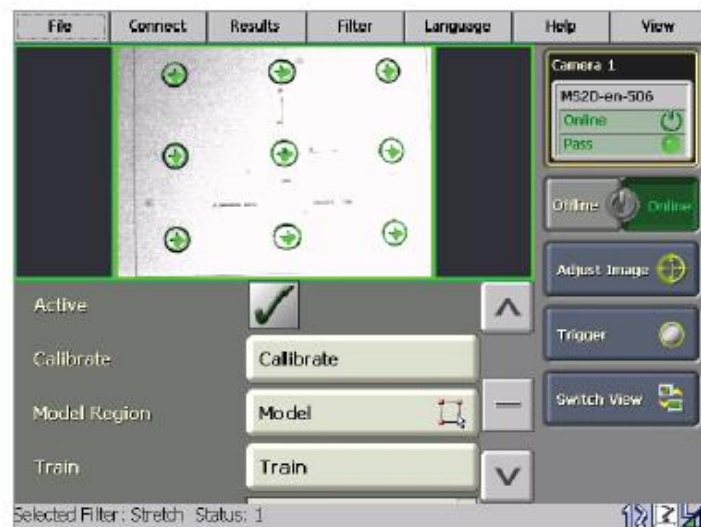 File Connect Results Filter Language Help View
Camera 1
MS20-en-506
Online
Pass
Offline Online
Adjust Image
Trigger
Switch View
Active
Calibrate Calibrate
Model Region Model
Train Train
Selected Filter: Stretch Status: 1